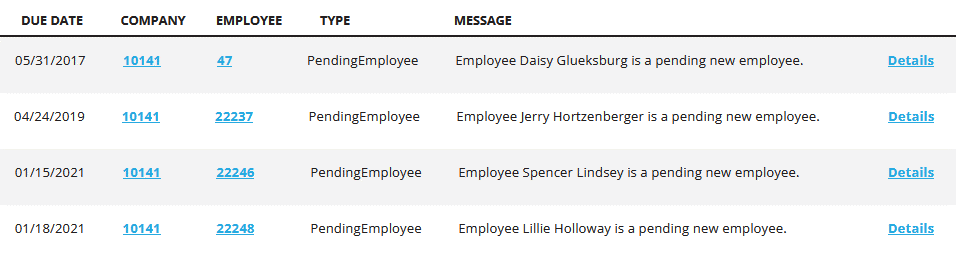 DUE DATE COMPANY EMPLOYEE TYPE MESSAGE
05/31/2017 10141 47 PendingEmployee Employee Daisy Glueksburg is a pending new employee. Details
04/24/2019 10141 22237 PendingEmployee Employee Jerry Hortzenberger is a pending new employee. Details
01/15/2021 10141 22246 PendingEmployee Employee Spencer Lindsey is a pending new employee. Details
01/18/2021 10141 22248 PendingEmployee Employee Lillie Holloway is a pending new employee. Details